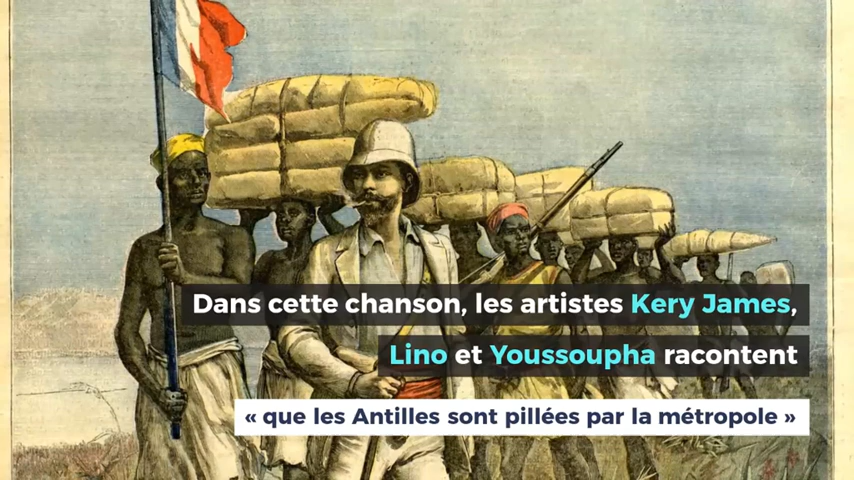 Dans cette chanson, les artistes Kery James,
Lino et Youssoupha racontent
« que les Antilles sont pillées par la métropole »